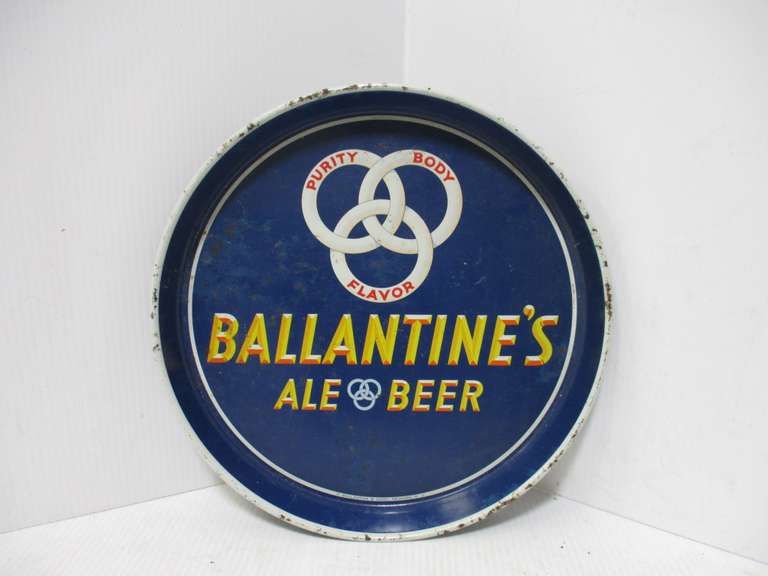 PURITY BODY
FLAVOR
BALLANTINE'S
ALE BEER